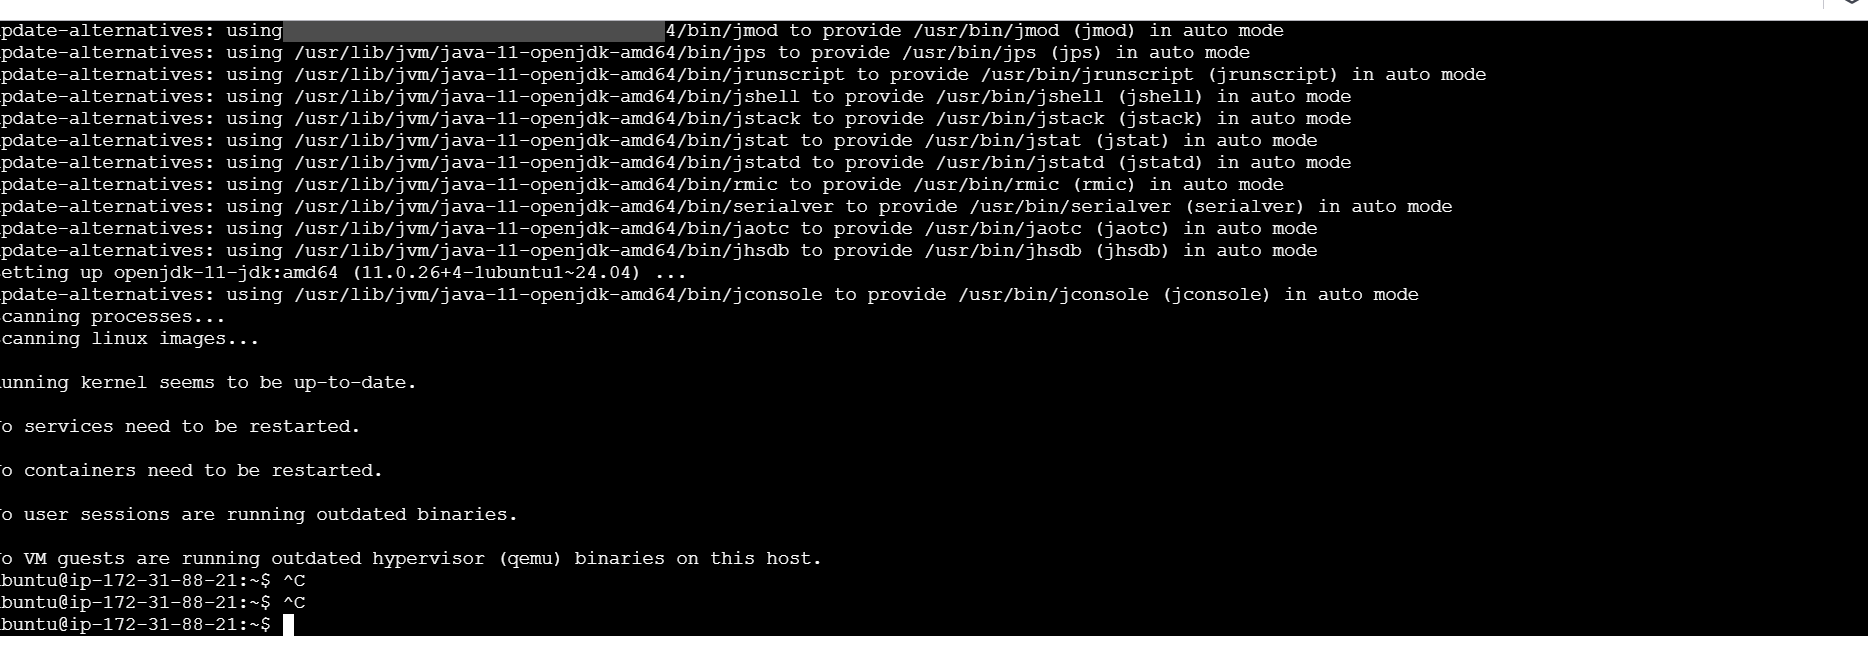 pdate-alternatives: using 4/bin/jmod to provide /usr/bin/jmod (jmod) in auto mode
pdate-alternatives: using /usr/lib/jvm/java-11-openjdk-amd64/bin/jps to provide /usr/bin/jps (jps) in auto mode
pdate-alternatives: using /usr/lib/jvm/java-11-openjdk-amd64/bin/jrunscript to provide /usr/bin/jrunscript (jrunscript) in auto mode
pdate-alternatives: using /usr/lib/jvm/java-11-openjdk-amd64/bin/jshell to provide /usr/bin/jshell (jshell) in auto mode
pdate-alternatives: using /usr/lib/jvm/java-11-openjdk-amd64/bin/jstack to provide /usr/bin/jstack (jstack) in auto mode
pdate-alternatives: using /usr/lib/jvm/java-11-openjdk-amd64/bin/jstat to provide /usr/bin/jstat (jstat) in auto mode
pdate-alternatives: using /usr/lib/jvm/java-11-openjdk-amd64/bin/jstatd to provide /usr/bin/jstatd (jstatd) in auto mode
pdate-alternatives: using /usr/lib/jvm/java-11-openjdk-amd64/bin/rmic to provide /usr/bin/rmic (rmic) in auto mode
pdate-alternatives: using /usr/lib/jvm/java-11-openjdk-amd64/bin/serialver to provide /usr/bin/serialver (serialver) in auto mode
pdate-alternatives: using /usr/lib/jvm/java-11-openjdk-amd64/bin/jaotc to provide /usr/bin/jaotc (jaotc) in auto mode
pdate-alternatives: using /usr/lib/jvm/java-11-openjdk-amd64/bin/jhsdb to provide /usr/bin/jhsdb (jhsdb) in auto mode
etting up openjdk-11-jdk:amd64 (11.0.26+4-1ubuntu1~24.04) ...
pdate-alternatives: using /usr/lib/jvm/java-11-openjdk-amd64/bin/jconsole to provide /usr/bin/jconsole (jconsole) in auto mode
canning processes...
canning linux images...
unning kernel seems to be up-to-date.
o services need to be restarted.
o containers need to be restarted.
o user sessions are running outdated binaries.
o VM guests are running outdated hypervisor (qemu) binaries on this host.
buntu@ip-172-31-88-21:~$ ^C
buntu@ip-172-31-88-21:~$ ^C
buntu@ip-172-31-88-21:~$